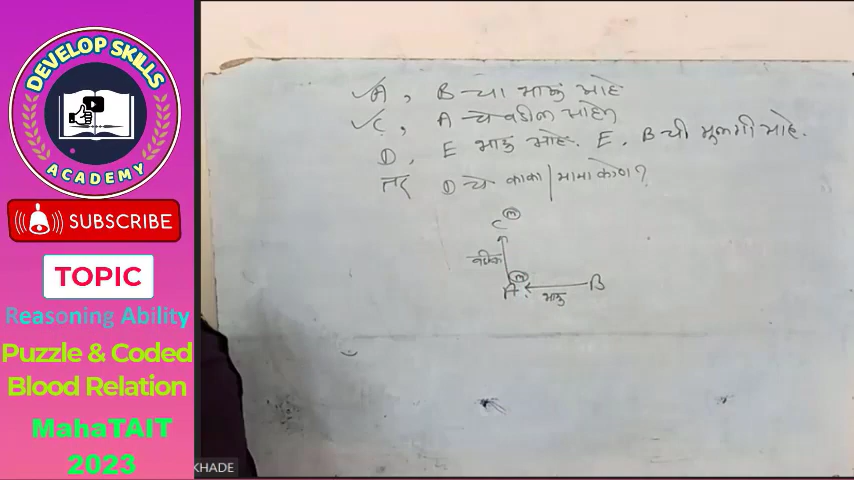 DEVELOP SKILLS
ACADEMY
SUBSCRIBE
TOPIC
Reasoning Ability
Puzzle & Coded
Blood Relation
MahaTAIT
2023
A, B च्या भाऊ आहे
C, A चे वडील आहेत
D, E भाऊ आहे. E, B ची मुलगी आहे.
तर D चे काका/मामा कोण?
C m
वडील
m
A B
भाऊ
KHADE